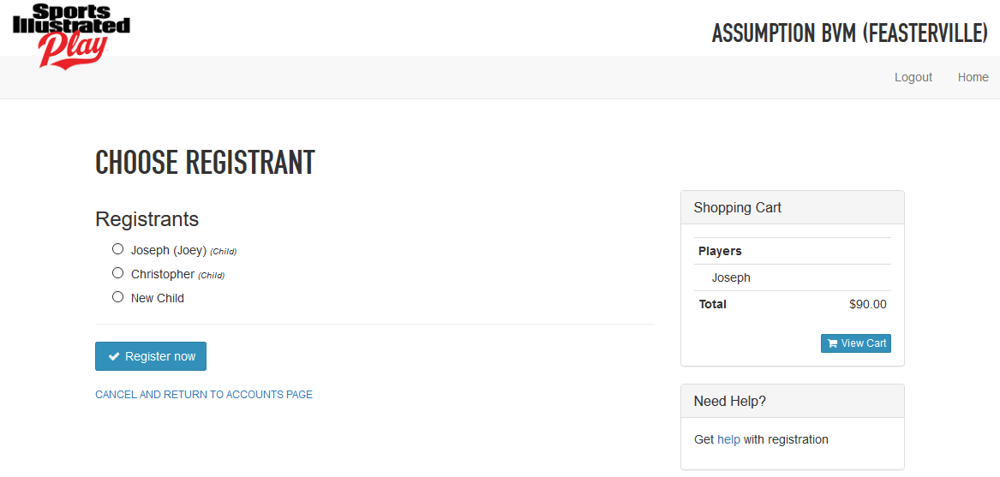 Sports
Illustrated
Play
ASSUMPTION BVM (FEASTERVILLE)
Logout Home
CHOOSE REGISTRANT
Registrants
Joseph (Joey) (Child)
Christopher (Child)
New Child
Register now
CANCEL AND RETURN TO ACCOUNTS PAGE
Shopping Cart
Players
Joseph
Total $90.00
View Cart
Need Help?
Get help with registration